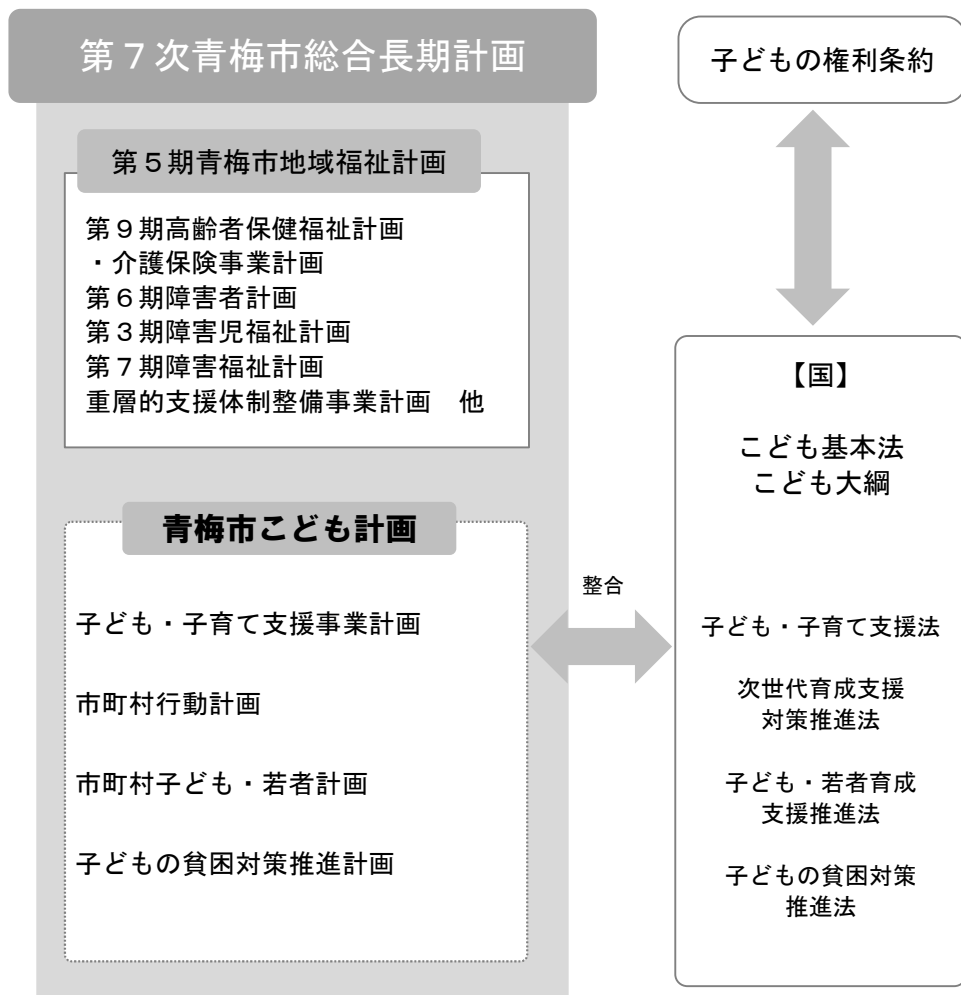 第７次青梅市総合長期計画
第５期青梅市地域福祉計画
第９期高齢者保健福祉計画
・介護保険事業計画
第６期障害者計画
第３期障害児福祉計画
第７期障害福祉計画
重層的支援体制整備事業計画　他
青梅市こども計画
子ども・子育て支援事業計画
市町村行動計画
市町村子ども・若者計画
子どもの貧困対策推進計画
整合
子どもの権利条約
【国】
こども基本法
こども大綱
子ども・子育て支援法
次世代育成支援
対策推進法
子ども・若者育成
支援推進法
子どもの貧困対策
推進法